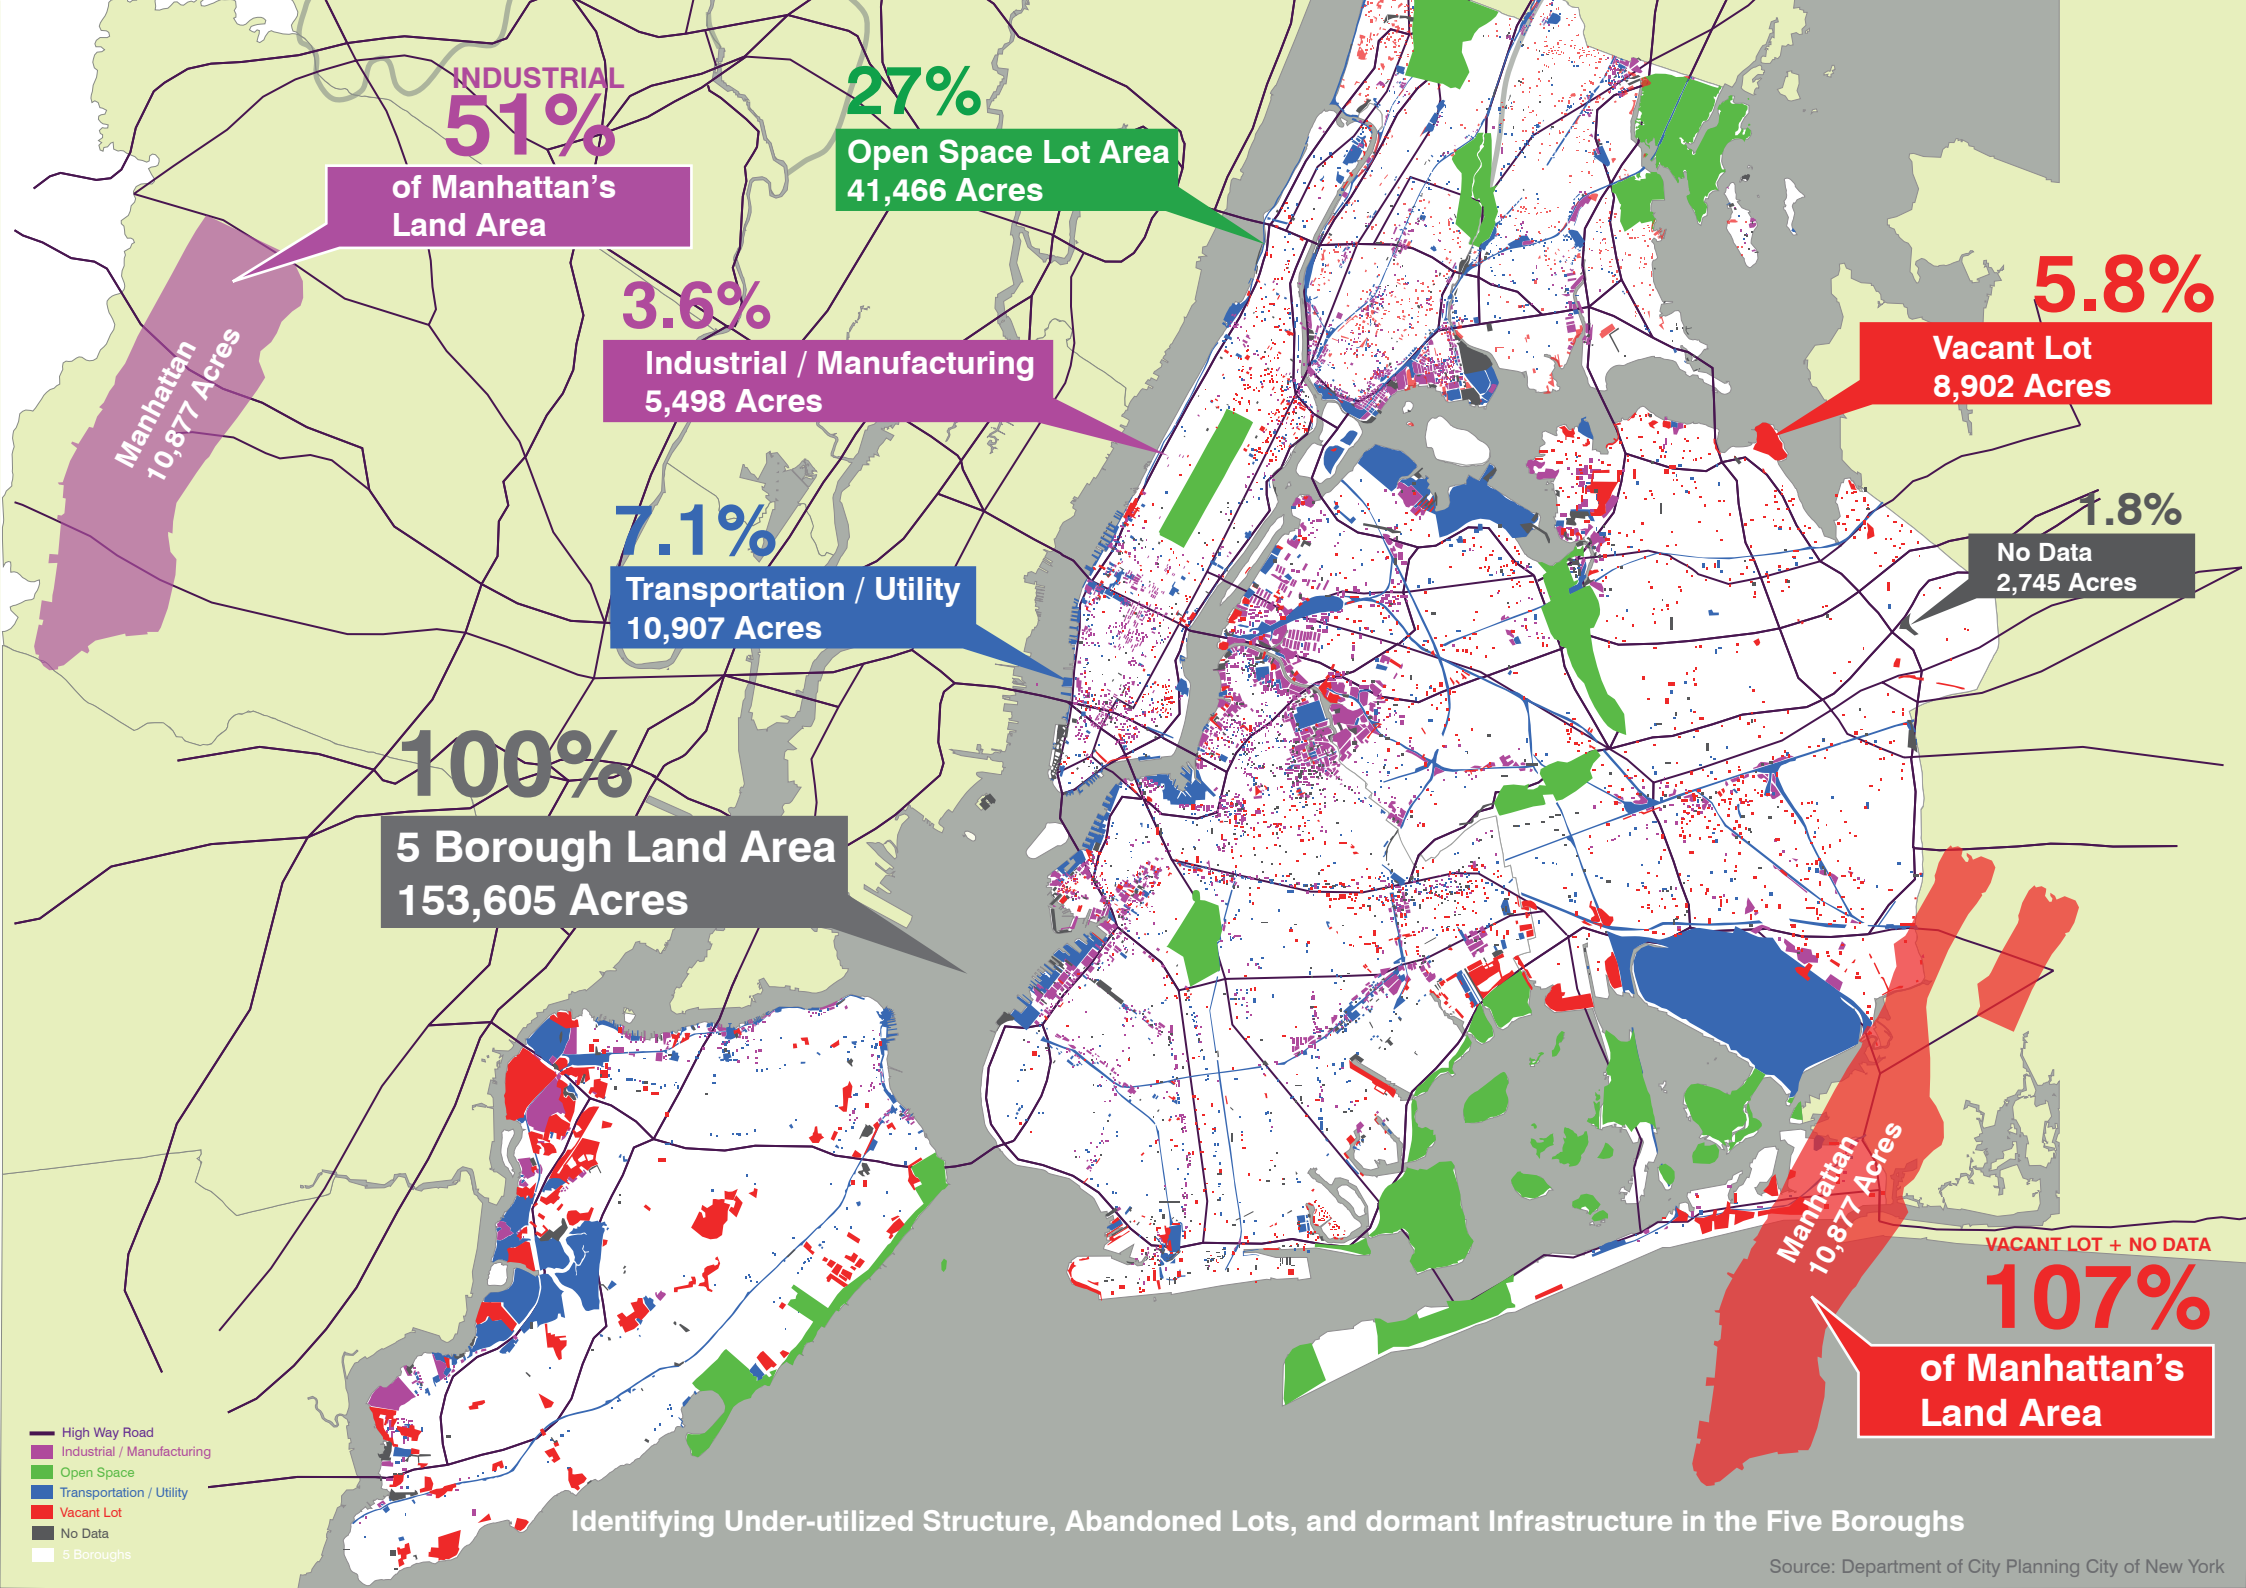 INDUSTRIAL
51%
of Manhattan's
Land Area
Manhattan
10,877 Acres
27%
Open Space Lot Area
41,466 Acres
3.6%
Industrial / Manufacturing
5,498 Acres
5.8%
Vacant Lot
8,902 Acres
7.1%
Transportation / Utility
10,907 Acres
1.8%
No Data
2,745 Acres
100%
5 Borough Land Area
153,605 Acres
Manhattan
10,877 Acres
VACANT LOT + NO DATA
107%
of Manhattan's
Land Area
High Way Road
Industrial / Manufacturing
Open Space
Transportation / Utility
Vacant Lot
No Data
5 Boroughs
Identifying Under-utilized Structure, Abandoned Lots, and dormant Infrastructure in the Five Boroughs
Source: Department of City Planning City of New York